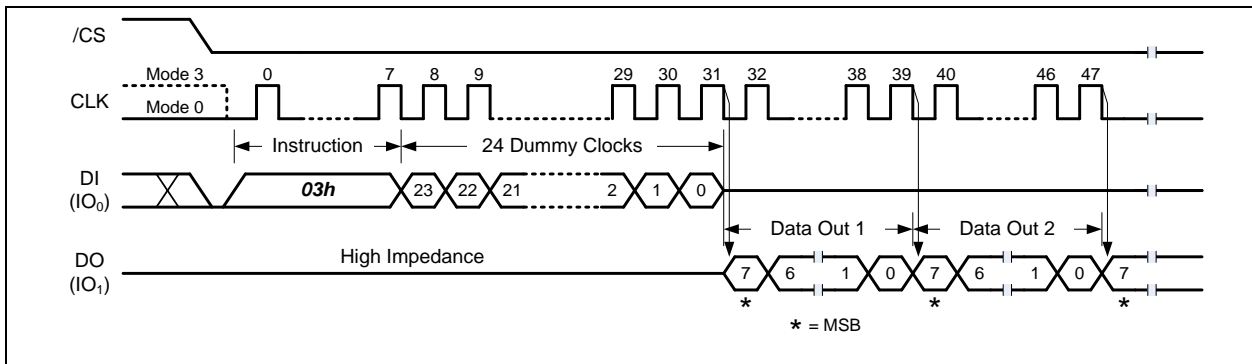 /CS
Mode 3 0 7 8 9 29 30 31 32 38 39 40 46 47
CLK
Mode 0
Instruction 24 Dummy Clocks
DI
(IO0)
03h 23 22 21 2 1 0
Data Out 1 Data Out 2
DO
(IO1)
High Impedance
7 6 1 0 7 6 1 0 7
* * *
* = MSB